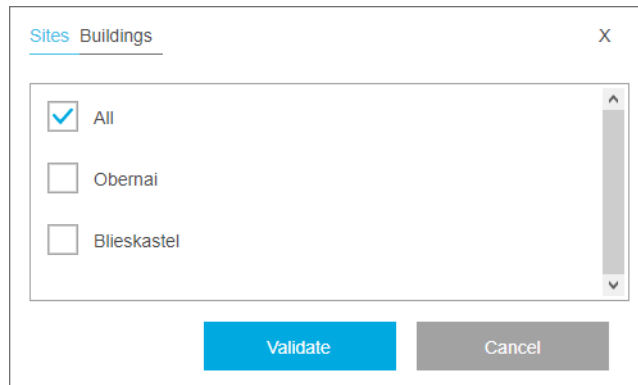 Sites Buildings X
All
Obernai
Blieskastel
Validate Cancel